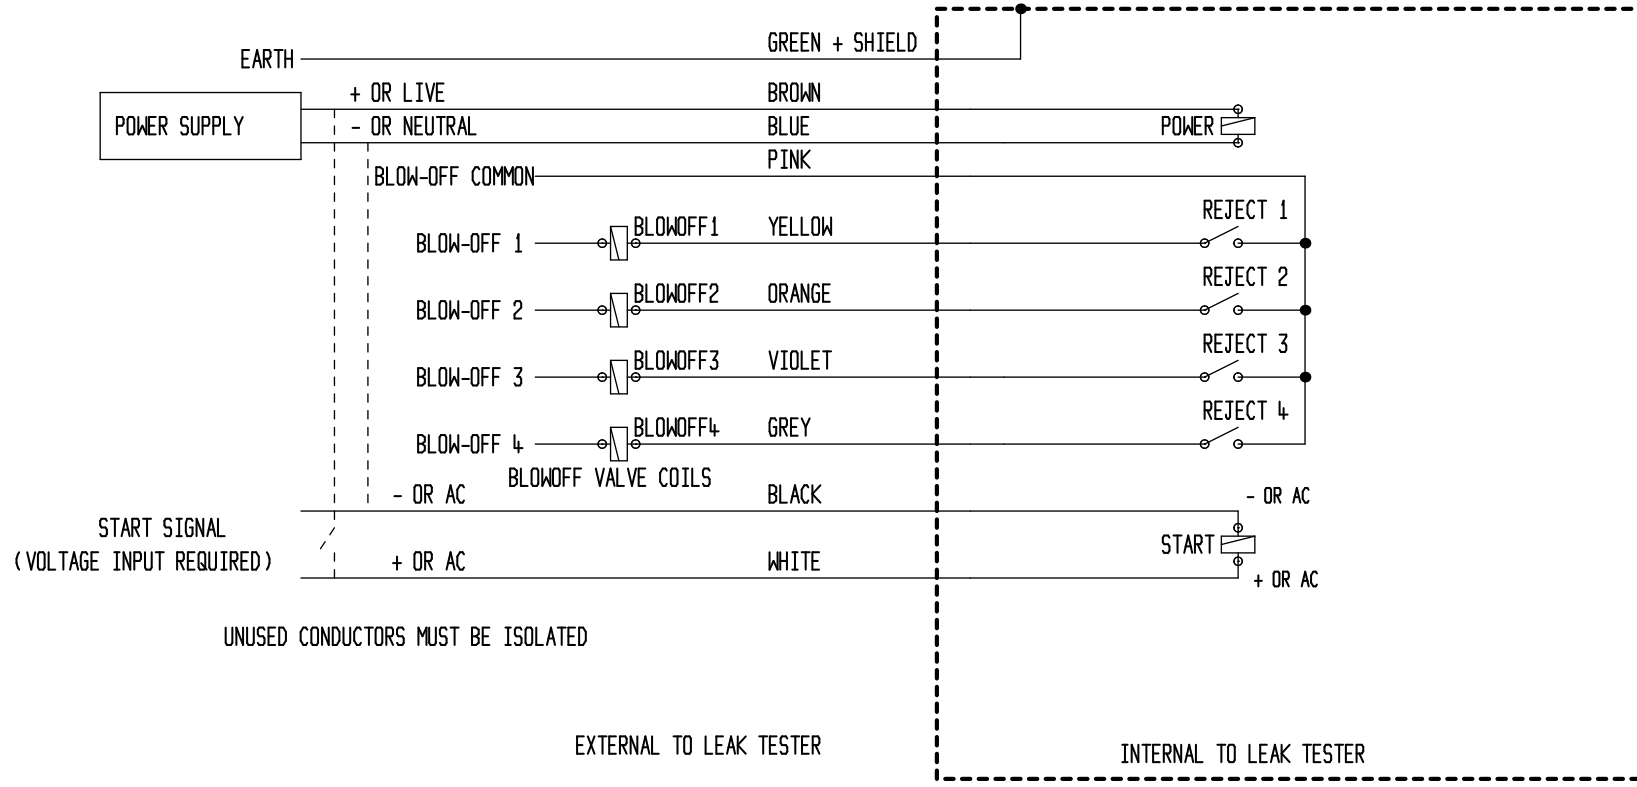 GREEN + SHIELD
EARTH
+ OR LIVE
BROWN
POWER SUPPLY
- OR NEUTRAL
BLUE
POWER
PINK
BLOW-OFF COMMON
REJECT 1
BLOWOFF1
YELLOW
BLOW-OFF 1
REJECT 2
BLOWOFF2
ORANGE
BLOW-OFF 2
REJECT 3
BLOWOFF3
VIOLET
BLOW-OFF 3
REJECT 4
BLOWOFF4
GREY
BLOW-OFF 4
BLOWOFF VALVE COILS
- OR AC
BLACK
- OR AC
START SIGNAL
(VOLTAGE INPUT REQUIRED)
START
+ OR AC
WHITE
+ OR AC
UNUSED CONDUCTORS MUST BE ISOLATED
EXTERNAL TO LEAK TESTER
INTERNAL TO LEAK TESTER